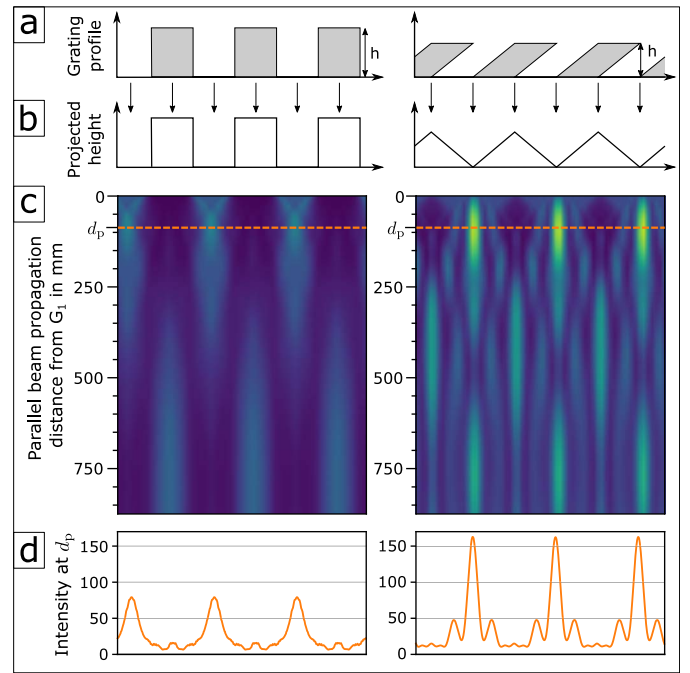 a
Grating
profile
h
h
b
Projected
height
c
Parallel beam propagation
distance from G₁ in mm
0
dₚ
250
500
750
0
dₚ
250
500
750
d
Intensity at dₚ
150
100
50
0
150
100
50
0